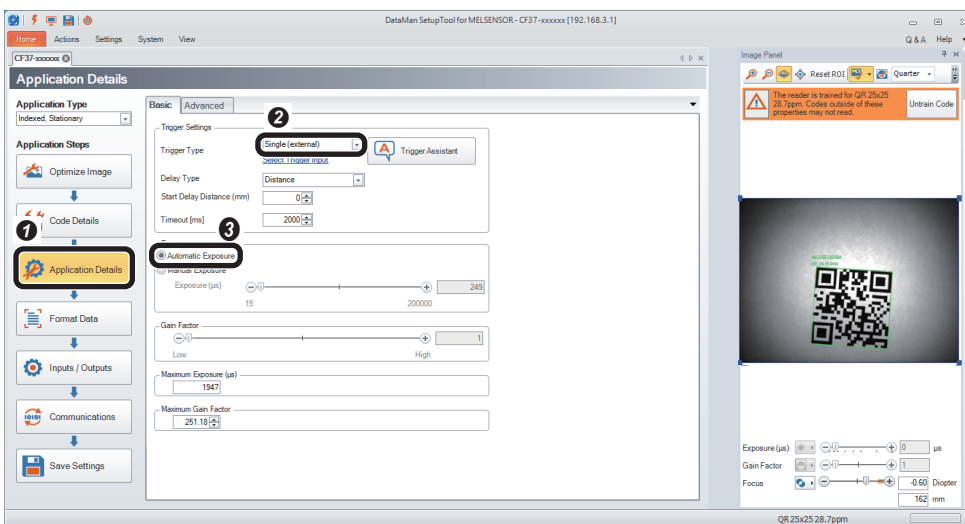 DataMan SetupTool for MELSENSOR - CF37-xxxxxx [192.168.3.1]
Home Actions Settings System View
Q & A Help
CF37-xxxxxx
Application Details
Application Type
Indexed, Stationary
Application Steps
Optimize Image
Code Details
1
Application Details
Format Data
Inputs / Outputs
Communications
Save Settings
Basic Advanced
2
Trigger Settings
Trigger Type Single (external)
Select Trigger Input
Trigger Assistant
Delay Type Distance
Start Delay Distance (mm) 0
Timeout [ms] 2000
3
Automatic Exposure
Manual Exposure
Exposure (µs) 249
15 200000
Gain Factor
1
Low High
Maximum Exposure (µs)
1947
Maximum Gain Factor
251.18
Image Panel
Reset ROI Quarter
The reader is trained for QR 25x25
28.7ppm. Codes outside of these
properties may not read.
Untrain Code
Exposure (µs) 0 µs
Gain Factor 1
Focus -0.60 Diopter
162 mm
QR 25x25 28.7ppm